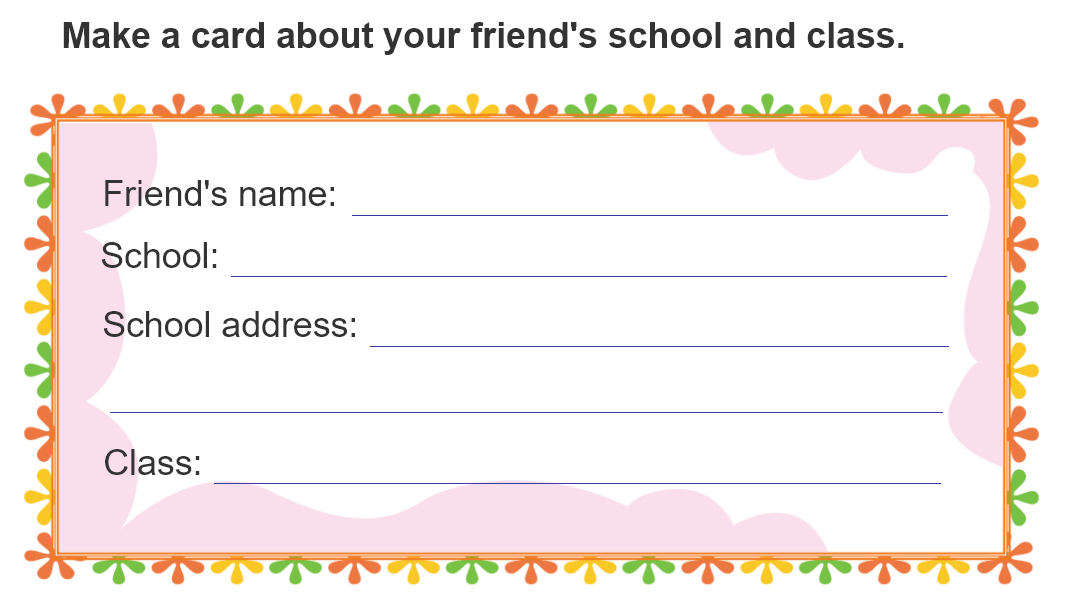 Make a card about your friend's school and class.
Friend's name:
School:
School address:
Class: